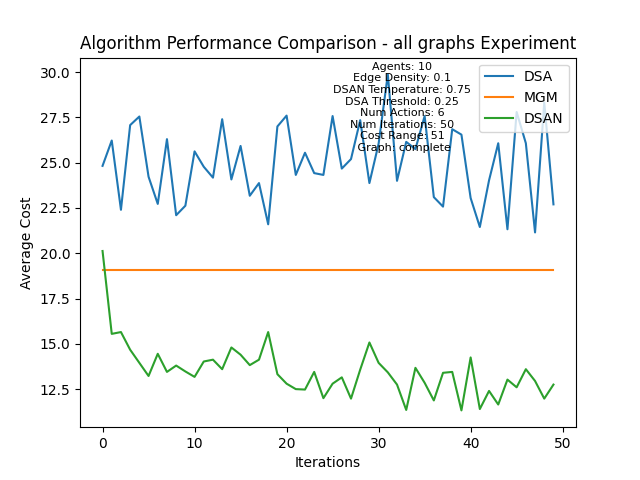 Algorithm Performance Comparison - all graphs Experiment
Agents: 10
Edge Density: 0.1
DSAN Temperature: 0.75
DSA Threshold: 0.25
Num Actions: 6
Num Iterations: 50
Cost Range: 51
Graph: complete
DSA
MGM
DSAN
Average Cost
30.0
27.5
25.0
22.5
20.0
17.5
15.0
12.5
0
10
20
30
40
50
Iterations